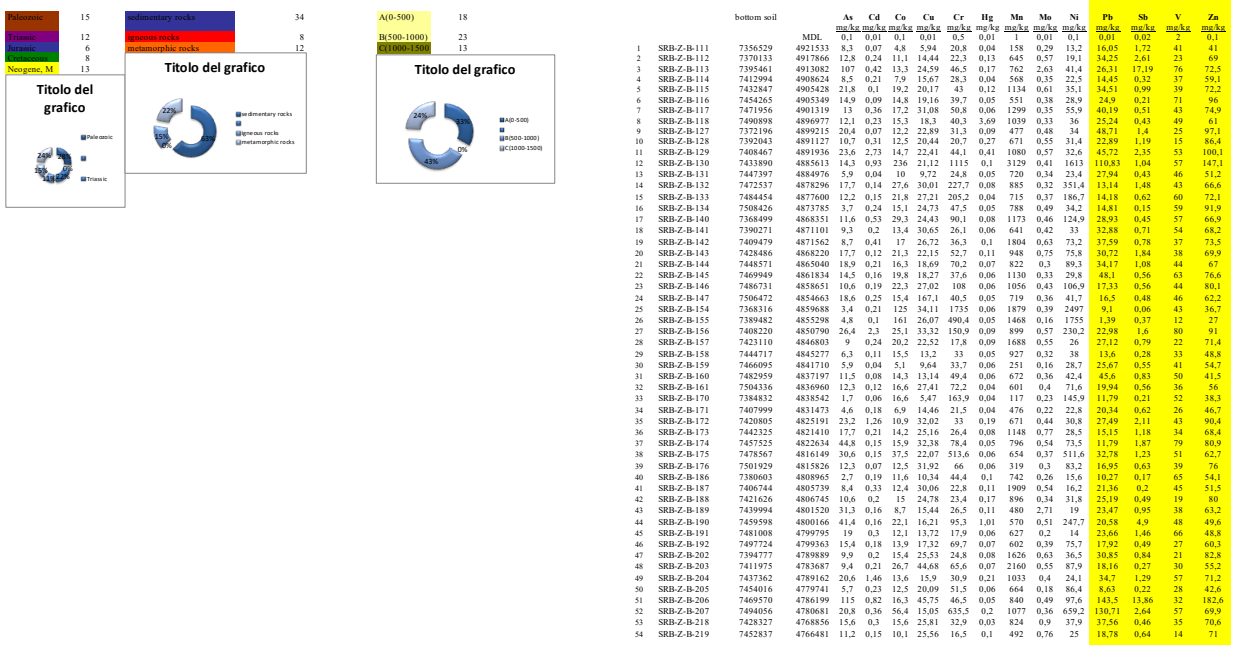 Paleozoic 15 sedimentary rocks 34 A(0-500) 18
Triassic 12 igneous rocks 8 B(500-1000) 23
Jurassic 6 metamorphic rocks 12 C(1000-1500 13
Cretaceous 8
Neogene, M 13
Titolo del grafico
Paleozoic
Triassic
Titolo del grafico
22%
15%
0%
63%
sedimentary rocks
igneous rocks
metamorphic rocks
Titolo del grafico
24%
33%
0%
43%
A(0-500)
B(500-1000)
C(1000-1500)
bottom soil As Cd Co Cu Cr Hg Mn Mo Ni Pb Sb V Zn
mg/kg mg/kg mg/kg mg/kg mg/kg mg/kg mg/kg mg/kg mg/kg mg/kg mg/kg mg/kg mg/kg
MDL 0,1 0,01 0,1 0,01 0,5 0,01 1 0,01 0,1 0,01 0,02 2 0,1
1 SRB-Z-B-111 7356529 4921533 8,3 0,07 4,8 5,94 20,8 0,04 158 0,29 13,2 16,05 1,72 41 41
2 SRB-Z-B-112 7370133 4917866 12,8 0,24 11,1 14,44 22,3 0,13 645 0,57 19,1 34,25 2,61 23 69
3 SRB-Z-B-113 7395461 4913082 107 0,42 13,3 24,59 46,5 0,17 762 2,63 41,4 26,31 17,19 76 72,5
4 SRB-Z-B-114 7412994 4908624 8,5 0,21 7,9 15,67 28,3 0,04 568 0,35 22,5 14,45 0,32 37 59,1
5 SRB-Z-B-115 7432847 4905428 21,8 0,1 19,2 20,17 43 0,12 1134 0,61 35,1 34,51 0,99 39 72,2
6 SRB-Z-B-116 7454265 4905349 14,9 0,09 14,8 19,16 39,7 0,05 551 0,38 28,9 24,9 0,21 71 96
7 SRB-Z-B-117 7471956 4901319 13 0,36 17,2 31,08 50,8 0,06 1299 0,35 55,9 40,19 0,51 43 74,9
8 SRB-Z-B-118 7490898 4896977 12,1 0,23 15,3 18,3 40,3 3,69 1039 0,33 36 25,24 0,43 49 61
9 SRB-Z-B-127 7372196 4899215 20,4 0,07 12,2 22,89 31,3 0,09 477 0,48 34 48,71 1,4 25 97,1
10 SRB-Z-B-128 7392043 4891127 10,7 0,31 12,5 20,44 20,7 0,27 671 0,55 31,4 22,89 1,19 15 86,4
11 SRB-Z-B-129 7408467 4891936 23,6 2,73 14,7 22,41 44,1 0,41 1080 0,57 32,6 45,72 2,35 53 100,1
12 SRB-Z-B-130 7433890 4885613 14,3 0,93 236 21,12 1115 0,1 3129 0,41 1613 110,83 1,04 57 147,1
13 SRB-Z-B-131 7447397 4884976 5,9 0,04 10 9,72 24,8 0,05 720 0,34 23,4 27,94 0,43 46 51,2
14 SRB-Z-B-132 7472537 4878296 17,7 0,14 27,6 30,01 227,7 0,08 885 0,32 351,4 13,14 1,48 43 66,6
15 SRB-Z-B-133 7484454 4877600 12,2 0,15 21,8 27,21 205,2 0,04 715 0,37 186,7 14,18 0,62 60 72,1
16 SRB-Z-B-134 7508426 4873785 3,7 0,24 15,1 24,73 47,5 0,05 788 0,49 34,2 14,81 0,15 59 91,9
17 SRB-Z-B-140 7368499 4868351 11,6 0,53 29,3 24,43 90,1 0,08 1173 0,46 124,9 28,93 0,45 57 66,9
18 SRB-Z-B-141 7390271 4871101 9,3 0,2 13,4 30,65 26,1 0,06 641 0,42 33 32,88 0,71 54 68,2
19 SRB-Z-B-142 7409479 4871562 8,7 0,41 17 26,72 36,3 0,1 1804 0,63 73,2 37,59 0,78 37 73,5
20 SRB-Z-B-143 7428486 4868220 17,7 0,12 21,3 22,15 52,7 0,11 948 0,75 75,8 30,72 1,84 38 69,9
21 SRB-Z-B-144 7448571 4865040 18,9 0,21 16,3 18,69 70,2 0,07 822 0,3 89,3 34,17 1,08 44 67
22 SRB-Z-B-145 7469949 4861834 14,5 0,16 19,8 18,27 37,6 0,06 1130 0,33 29,8 48,1 0,56 63 76,6
23 SRB-Z-B-146 7486731 4858651 10,6 0,19 22,3 27,02 108 0,06 1056 0,43 106,9 17,33 0,56 44 80,1
24 SRB-Z-B-147 7506472 4854663 18,6 0,25 15,4 167,1 40,5 0,05 719 0,36 41,7 16,5 0,48 46 62,2
25 SRB-Z-B-154 7368316 4859688 3,4 0,21 125 34,11 1735 0,06 1879 0,39 2497 9,1 0,06 43 36,7
26 SRB-Z-B-155 7389482 4855298 4,8 0,1 161 26,07 490,4 0,05 1468 0,16 1755 1,39 0,37 12 27
27 SRB-Z-B-156 7408220 4850790 26,4 2,3 25,1 33,32 150,9 0,09 899 0,57 230,2 22,98 1,6 80 91
28 SRB-Z-B-157 7423110 4846803 9 0,24 20,2 22,52 17,8 0,09 1688 0,55 26 27,12 0,79 22 71,4
29 SRB-Z-B-158 7444717 4845277 6,3 0,11 15,5 13,2 33 0,05 927 0,32 38 13,6 0,28 33 48,8
30 SRB-Z-B-159 7466095 4841710 5,9 0,04 5,1 9,64 33,7 0,06 251 0,16 28,7 25,67 0,55 41 54,7
31 SRB-Z-B-160 7482959 4837197 11,5 0,08 14,3 13,14 49,4 0,06 672 0,36 42,4 45,6 0,83 50 41,5
32 SRB-Z-B-161 7504336 4836960 12,3 0,12 16,6 27,41 72,2 0,04 601 0,4 71,6 19,94 0,56 36 56
33 SRB-Z-B-170 7384832 4838542 1,7 0,06 16,6 5,47 163,9 0,04 117 0,23 145,9 11,79 0,21 52 38,3
34 SRB-Z-B-171 7407999 4831473 4,6 0,18 6,9 14,46 21,5 0,04 476 0,22 22,8 20,34 0,62 26 46,7
35 SRB-Z-B-172 7420805 4825191 23,2 1,26 10,9 32,02 33 0,19 671 0,44 30,8 27,49 2,11 43 90,4
36 SRB-Z-B-173 7442325 4821410 17,7 0,21 14,2 25,16 26,4 0,08 1148 0,77 28,5 15,15 1,18 34 68,4
37 SRB-Z-B-174 7457525 4822634 44,8 0,15 15,9 32,38 78,4 0,05 796 0,54 73,5 11,79 1,87 79 80,9
38 SRB-Z-B-175 7478567 4816149 30,6 0,15 37,5 22,07 513,6 0,06 654 0,37 511,6 32,78 1,23 51 62,7
39 SRB-Z-B-176 7501929 4815826 12,3 0,07 12,5 31,92 66 0,06 319 0,3 83,2 16,95 0,63 39 76
40 SRB-Z-B-186 7380603 4808965 2,7 0,19 11,6 10,34 44,4 0,1 742 0,26 15,6 10,27 0,17 65 54,1
41 SRB-Z-B-187 7406744 4805739 8,4 0,33 12,4 30,06 22,8 0,11 1909 0,54 16,2 21,36 0,2 45 51,5
42 SRB-Z-B-188 7421626 4806745 10,6 0,2 15 24,78 23,4 0,17 896 0,34 31,8 25,19 0,49 19 80
43 SRB-Z-B-189 7439994 4801520 31,3 0,16 8,7 15,44 26,5 0,11 480 2,71 19 23,47 0,95 38 63,2
44 SRB-Z-B-190 7459598 4800166 41,4 0,16 22,1 16,21 95,3 1,01 570 0,51 247,7 20,58 4,9 48 49,6
45 SRB-Z-B-191 7481008 4799795 19 0,3 12,1 13,72 17,9 0,06 627 0,2 14 23,66 1,46 66 48,8
46 SRB-Z-B-192 7497724 4799363 15,4 0,18 13,9 17,32 69,7 0,07 602 0,39 75,7 17,92 0,49 27 60,3
47 SRB-Z-B-202 7394777 4789889 9,9 0,2 15,4 25,53 24,8 0,08 1626 0,63 36,5 30,85 0,84 21 82,8
48 SRB-Z-B-203 7411975 4783687 9,4 0,21 26,7 44,68 65,6 0,07 2160 0,55 87,9 18,16 0,27 30 55,2
49 SRB-Z-B-204 7437362 4789162 20,6 1,46 13,6 15,9 30,9 0,21 1033 0,4 24,1 34,7 1,29 57 71,2
50 SRB-Z-B-205 7454016 4779741 5,7 0,23 12,5 20,09 51,5 0,06 664 0,18 86,4 8,63 0,22 28 42,6
51 SRB-Z-B-206 7469570 4786199 115 0,82 16,3 45,75 46,5 0,05 840 0,49 97,6 143,5 13,86 32 182,6
52 SRB-Z-B-207 7494056 4780681 20,8 0,36 56,4 15,05 635,5 0,2 1077 0,36 659,2 130,71 2,64 57 69,9
53 SRB-Z-B-218 7428327 4768856 15,6 0,3 15,6 25,81 32,9 0,03 824 0,9 37,9 37,56 0,46 35 70,6
54 SRB-Z-B-219 7452837 4766481 11,2 0,15 10,1 25,56 16,5 0,1 492 0,76 25 18,78 0,64 14 71